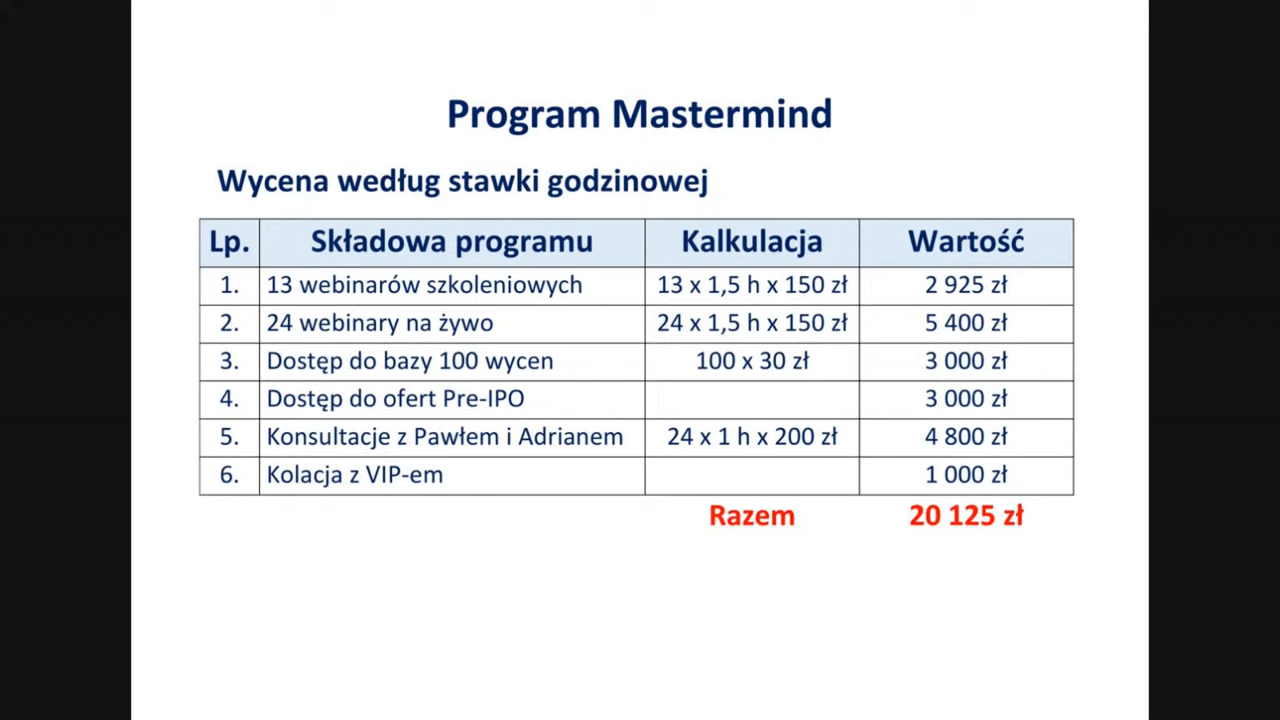 Program Mastermind
Wycena według stawki godzinowej
Lp. Składowa programu Kalkulacja Wartość
1. 13 webinarów szkoleniowych 13 x 1,5 h x 150 zł 2 925 zł
2. 24 webinary na żywo 24 x 1,5 h x 150 zł 5 400 zł
3. Dostęp do bazy 100 wycen 100 x 30 zł 3 000 zł
4. Dostęp do ofert Pre-IPO 3 000 zł
5. Konsultacje z Pawłem i Adrianem 24 x 1 h x 200 zł 4 800 zł
6. Kolacja z VIP-em 1 000 zł
Razem 20 125 zł